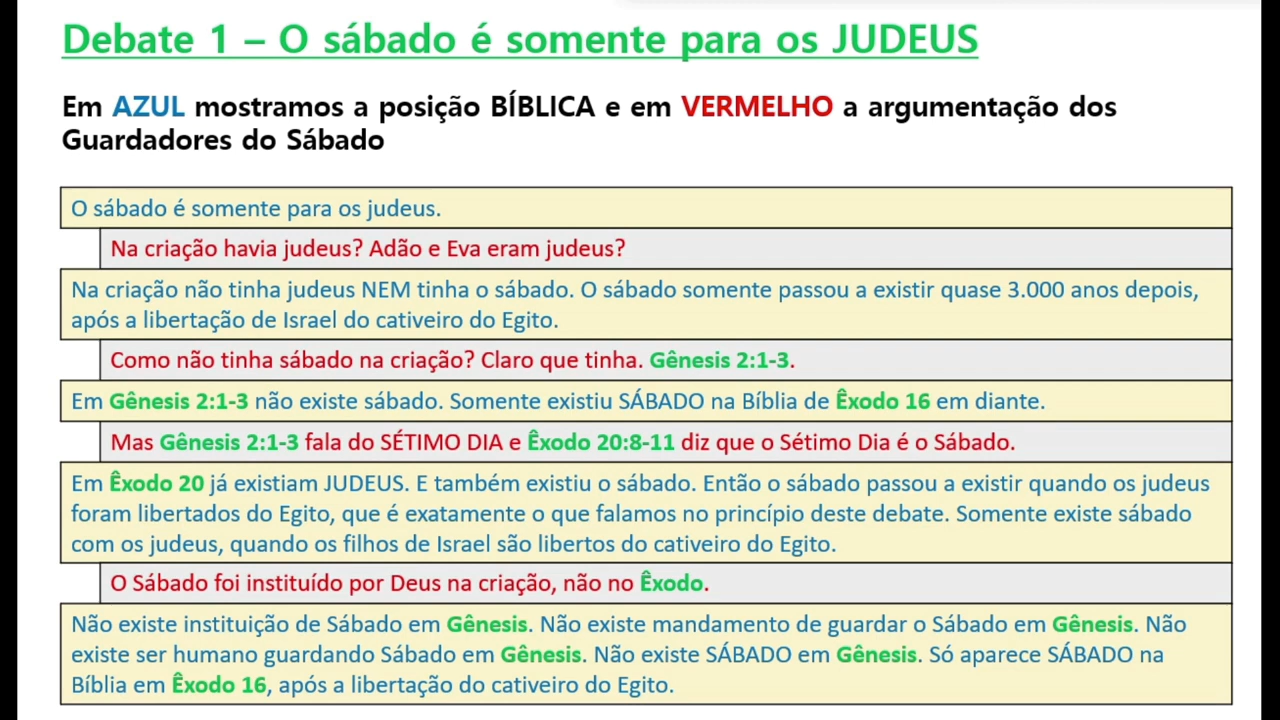 Debate 1 – O sábado é somente para os JUDEUS
Em AZUL mostramos a posição BÍBLICA e em VERMELHO a argumentação dos
Guardadores do Sábado
O sábado é somente para os judeus.
Na criação havia judeus? Adão e Eva eram judeus?
Na criação não tinha judeus NEM tinha o sábado. O sábado somente passou a existir quase 3.000 anos depois,
após a libertação de Israel do cativeiro do Egito.
Como não tinha sábado na criação? Claro que tinha. Gênesis 2:1-3.
Em Gênesis 2:1-3 não existe sábado. Somente existiu SÁBADO na Bíblia de Êxodo 16 em diante.
Mas Gênesis 2:1-3 fala do SÉTIMO DIA e Êxodo 20:8-11 diz que o Sétimo Dia é o Sábado.
Em Êxodo 20 já existiam JUDEUS. E também existiu o sábado. Então o sábado passou a existir quando os judeus
foram libertados do Egito, que é exatamente o que falamos no princípio deste debate. Somente existe sábado
com os judeus, quando os filhos de Israel são libertos do cativeiro do Egito.
O Sábado foi instituído por Deus na criação, não no Êxodo.
Não existe instituição de Sábado em Gênesis. Não existe mandamento de guardar o Sábado em Gênesis. Não
existe ser humano guardando Sábado em Gênesis. Não existe SÁBADO em Gênesis. Só aparece SÁBADO na
Bíblia em Êxodo 16, após a libertação do cativeiro do Egito.